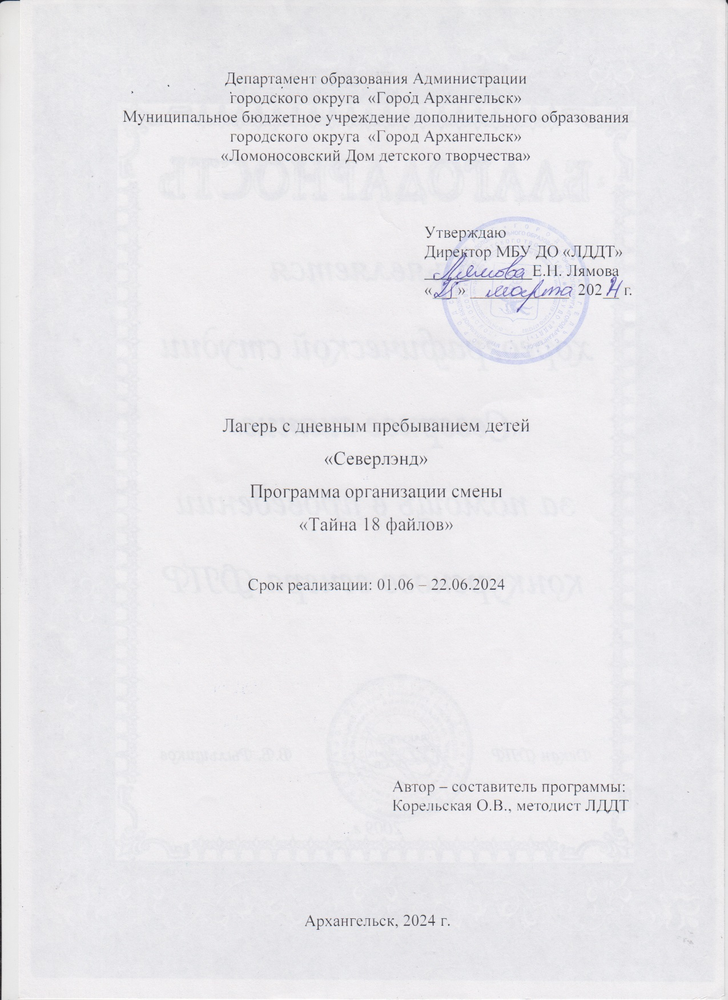 Департамент образования Администрации
городского округа «Город Архангельск»
Муниципальное бюджетное учреждение дополнительного образования
городского округа «Город Архангельск»
«Ломоносовский Дом детского творчества»
Утверждаю
Директор МБУ ДО «ЛДДТ»
Лямова Е.Н. Лямова
«25» марта 2024 г.
Лагерь с дневным пребыванием детей
«Северлэнд»
Программа организации смены
«Тайна 18 файлов»
Срок реализации: 01.06 – 22.06.2024
Автор – составитель программы:
Корельская О.В., методист ЛДДТ
Архангельск, 2024 г.